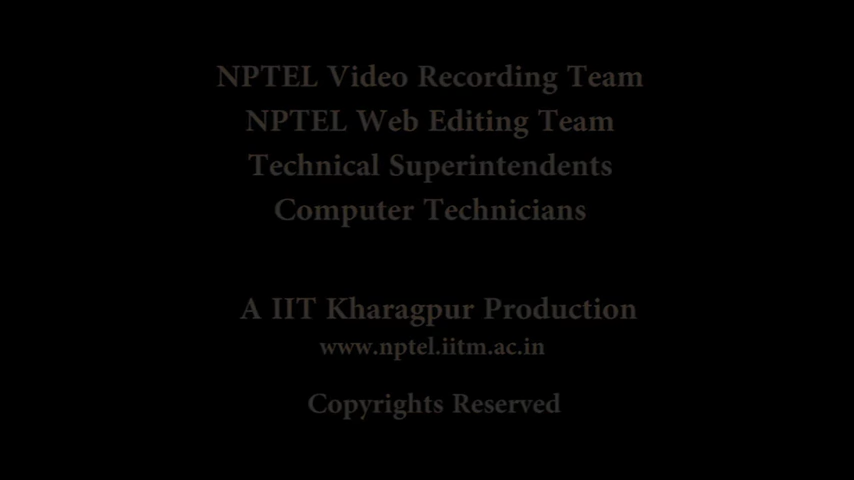 NPTEL Video Recording Team
NPTEL Web Editing Team
Technical Superintendents
Computer Technicians
A IIT Kharagpur Production
www.nptel.iitm.ac.in
Copyrights Reserved